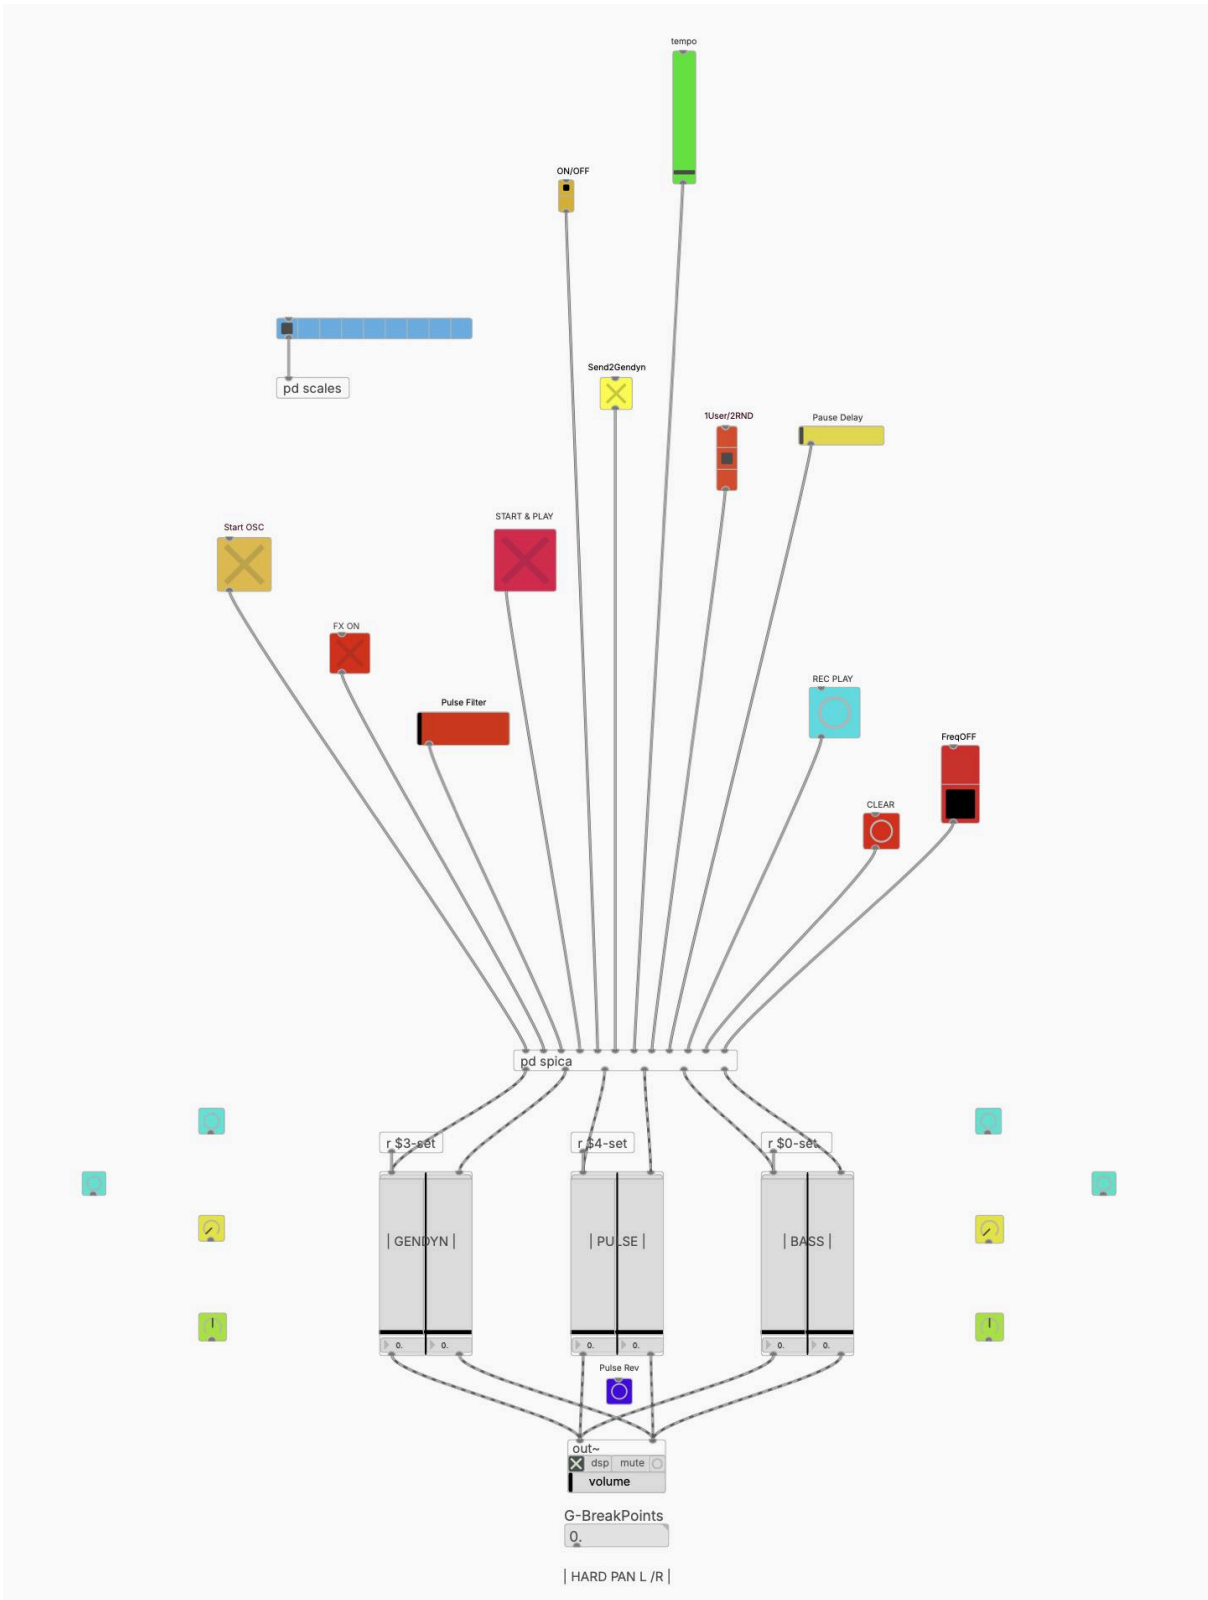 tempo
ON/OFF
pd scales
Send2Gendyn
1User/2RND
Pause Delay
START & PLAY
Start OSC
FX ON
REC PLAY
Pulse Filter
FreqOFF
CLEAR
pd spica
r $3-set
r $4-set
r $0-set
| GENDYN |
| PULSE |
| BASS |
0.
0.
0.
0.
0.
0.
Pulse Rev
out~
dsp
mute
volume
G-BreakPoints
0.
| HARD PAN L /R |